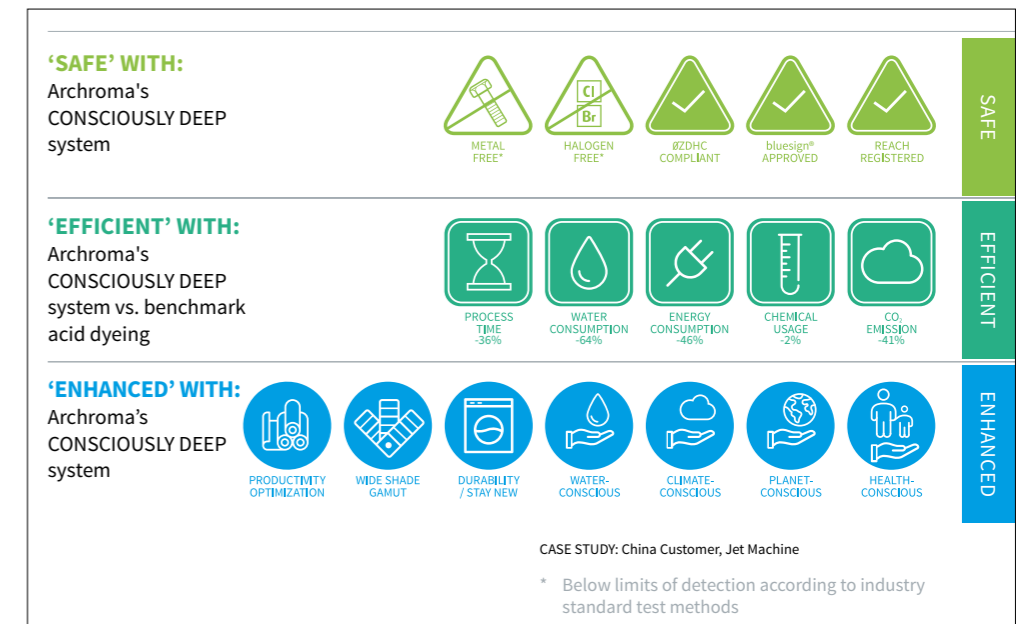 ‘SAFE’ WITH:
Archroma's
CONSCIOUSLY DEEP
system
METAL
FREE*
Cl
Br
HALOGEN
FREE*
ØZDHC
COMPLIANT
bluesign®
APPROVED
REACH
REGISTERED
SAFE
‘EFFICIENT’ WITH:
Archroma's
CONSCIOUSLY DEEP
system vs. benchmark
acid dyeing
PROCESS
TIME
-36%
WATER
CONSUMPTION
-64%
ENERGY
CONSUMPTION
-46%
CHEMICAL
USAGE
-2%
CO₂
EMISSION
-41%
EFFICIENT
‘ENHANCED’ WITH:
Archroma’s
CONSCIOUSLY DEEP
system
PRODUCTIVITY
OPTIMIZATION
WIDE SHADE
GAMUT
DURABILITY
/ STAY NEW
WATER-
CONSCIOUS
CLIMATE-
CONSCIOUS
PLANET-
CONSCIOUS
HEALTH-
CONSCIOUS
ENHANCED
CASE STUDY: China Customer, Jet Machine
* Below limits of detection according to industry
standard test methods